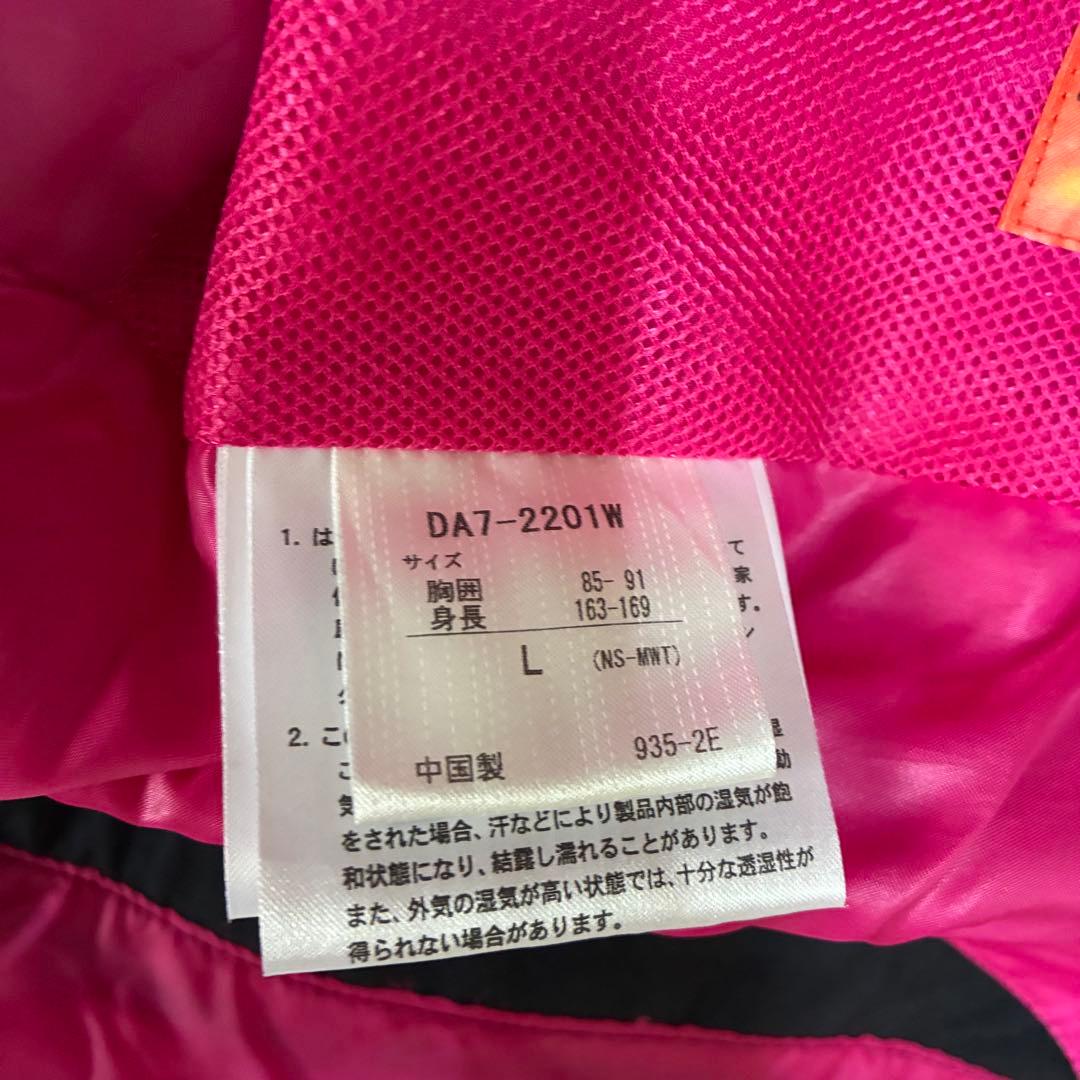 DA7-2201W
サイズ
胸囲 85- 91
身長 163-169
L (NS-MWT)
935-2E
中国製
1. は
て
家
す。
ン
2. こ
こ
気
助
をされた場合、汗などにより製品内部の湿気が飽
和状態になり、結露し濡れることがあります。
また、外気の湿気が高い状態では、十分な透湿性が
得られない場合があります。